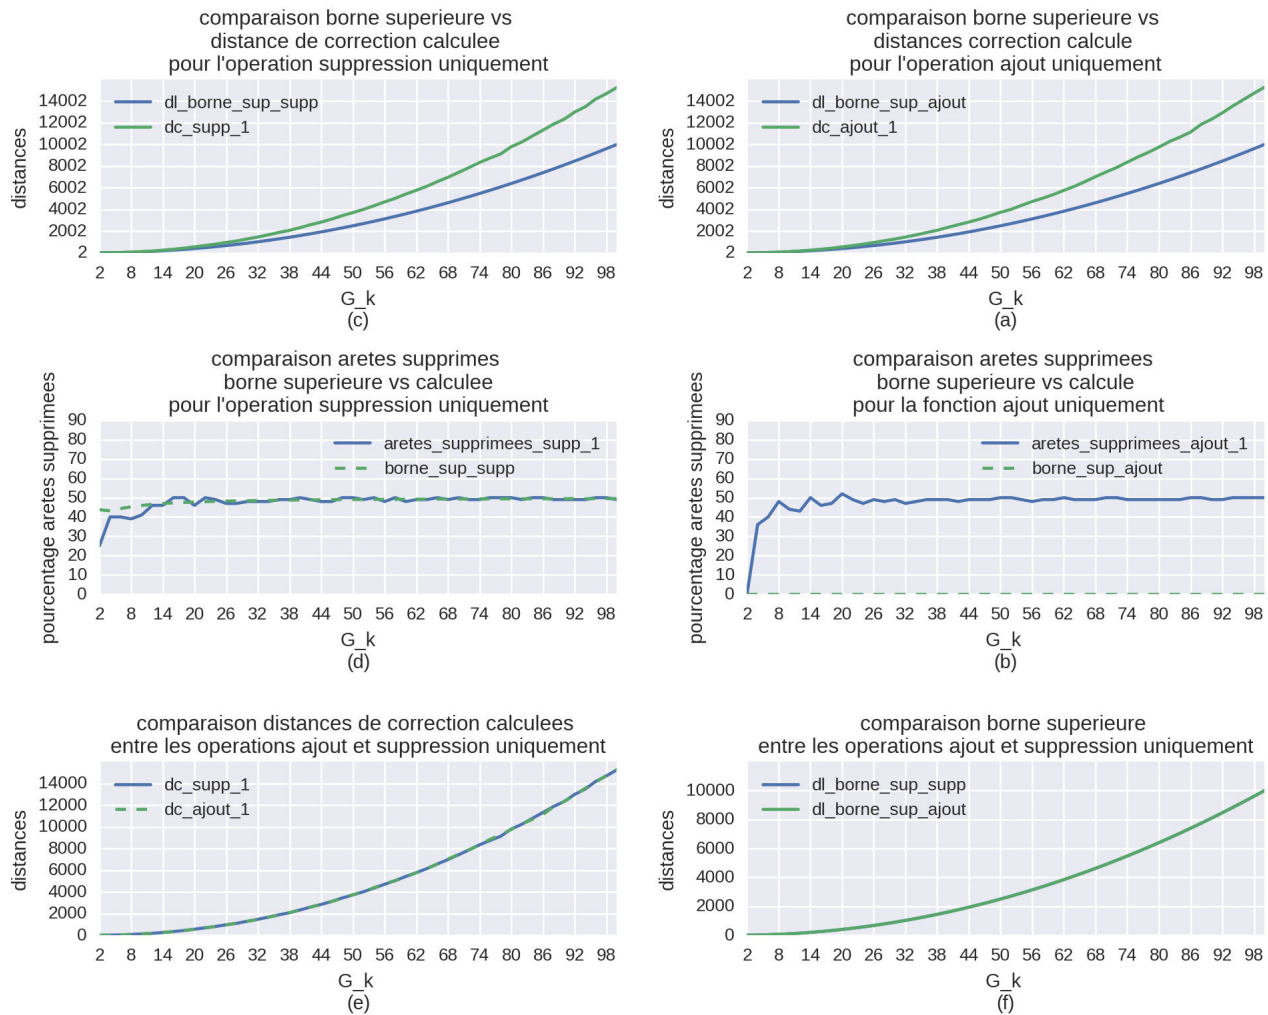 comparaison borne superieure vs
distance de correction calculee
pour l'operation suppression uniquement
14002
12002
10002
8002
6002
4002
2002
2
distances
dl_borne_sup_supp
dc_supp_1
2 8 14 20 26 32 38 44 50 56 62 68 74 80 86 92 98
G_k
(c)
comparaison borne superieure vs
distances correction calcule
pour l'operation ajout uniquement
14002
12002
10002
8002
6002
4002
2002
2
distances
dl_borne_sup_ajout
dc_ajout_1
2 8 14 20 26 32 38 44 50 56 62 68 74 80 86 92 98
G_k
(a)
comparaison aretes supprimes
borne superieure vs calculee
pour l'operation suppression uniquement
90
80
70
60
50
40
30
20
10
0
pourcentage aretes supprimees
aretes_supprimees_supp_1
borne_sup_supp
2 8 14 20 26 32 38 44 50 56 62 68 74 80 86 92 98
G_k
(d)
comparaison aretes supprimees
borne superieure vs calcule
pour la fonction ajout uniquement
90
80
70
60
50
40
30
20
10
0
pourcentage aretes supprimees
aretes_supprimees_ajout_1
borne_sup_ajout
2 8 14 20 26 32 38 44 50 56 62 68 74 80 86 92 98
G_k
(b)
comparaison distances de correction calculees
entre les operations ajout et suppression uniquement
14000
12000
10000
8000
6000
4000
2000
0
distances
dc_supp_1
dc_ajout_1
2 8 14 20 26 32 38 44 50 56 62 68 74 80 86 92 98
G_k
(e)
comparaison borne superieure
entre les operations ajout et suppression uniquement
10000
8000
6000
4000
2000
0
distances
dl_borne_sup_supp
dl_borne_sup_ajout
2 8 14 20 26 32 38 44 50 56 62 68 74 80 86 92 98
G_k
(f)